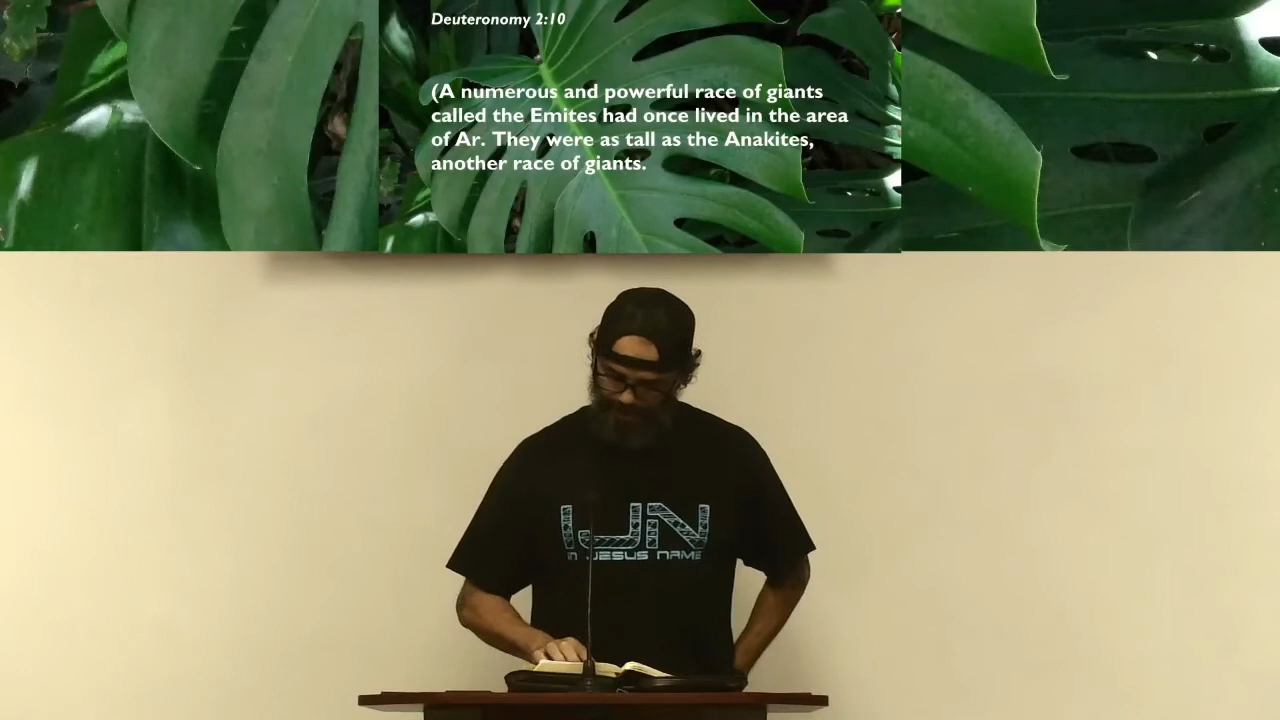 Deuteronomy 2:10
(A numerous and powerful race of giants
called the Emites had once lived in the area
of Ar. They were as tall as the Anakites,
another race of giants.
IJN
IN JESUS NAME